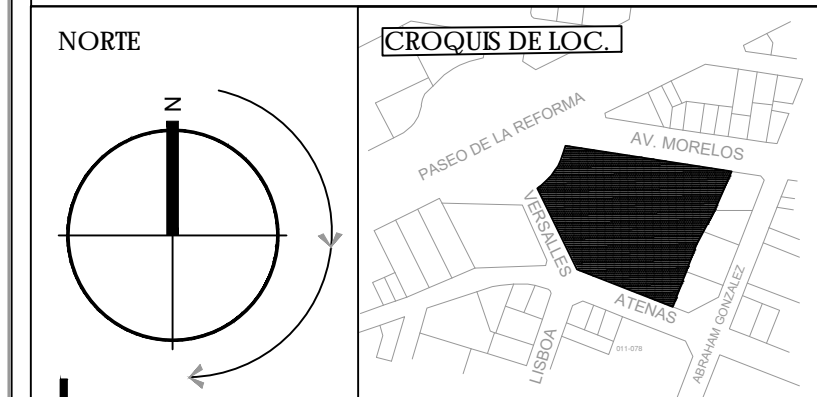 NORTE
N
CROQUIS DE LOC.
PASEO DE LA REFORMA
AV. MORELOS
VERSALLES
ATENAS
LISBOA
011-078
ABRAHAM GONZALEZ